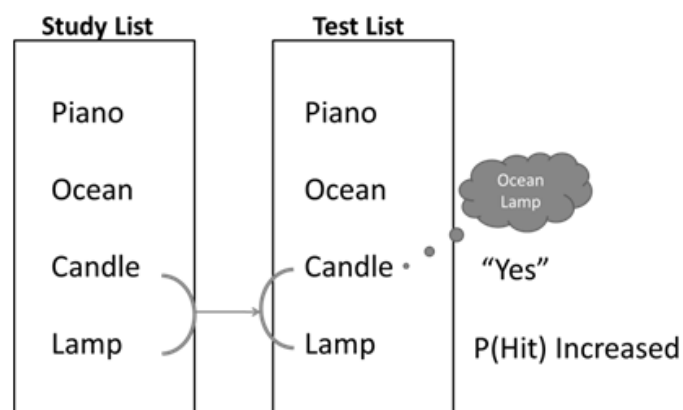 Study List
Piano
Ocean
Candle
Lamp
Test List
Piano
Ocean
Candle
Lamp
Ocean
Lamp
“Yes”
P(Hit) Increased